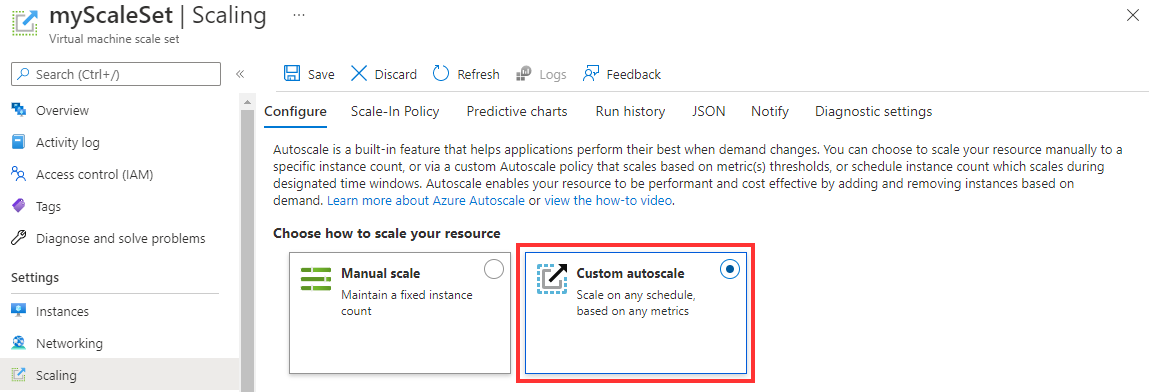 myScaleSet | Scaling ...
Virtual machine scale set
Search (Ctrl+/)
Save Discard Refresh Logs Feedback
Overview
Activity log
Access control (IAM)
Tags
Diagnose and solve problems
Settings
Instances
Networking
Scaling
Configure Scale-In Policy Predictive charts Run history JSON Notify Diagnostic settings
Autoscale is a built-in feature that helps applications perform their best when demand changes. You can choose to scale your resource manually to a
specific instance count, or via a custom Autoscale policy that scales based on metric(s) thresholds, or schedule instance count which scales during
designated time windows. Autoscale enables your resource to be performant and cost effective by adding and removing instances based on
demand. Learn more about Azure Autoscale or view the how-to video.
Choose how to scale your resource
Manual scale
Maintain a fixed instance
count
Custom autoscale
Scale on any schedule,
based on any metrics